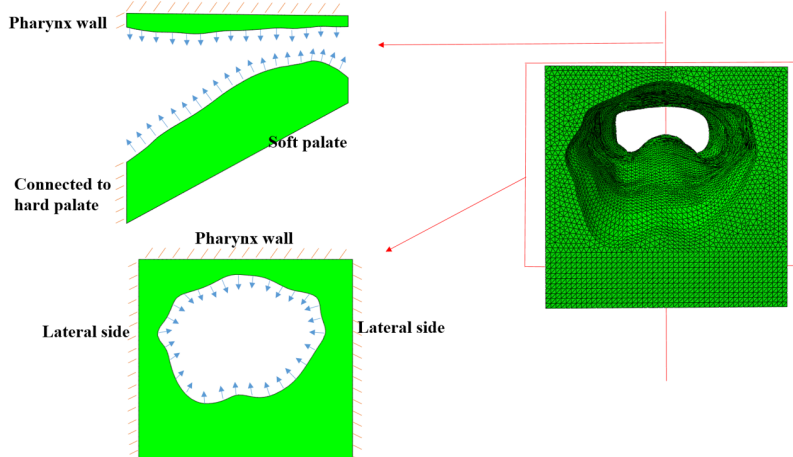 Pharynx wall
Soft palate
Connected to
hard palate
Pharynx wall
Lateral side
Lateral side